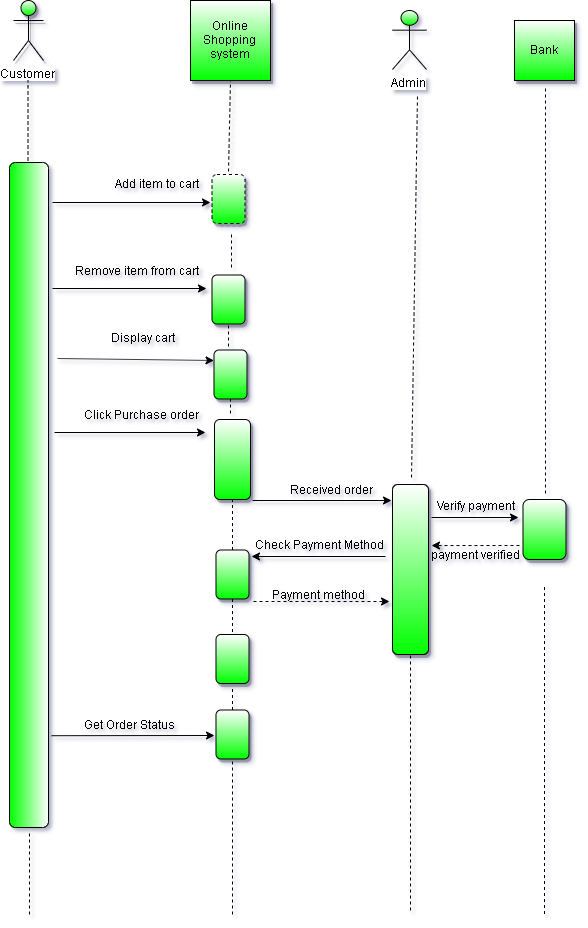 Customer
Online
Shopping
system
Admin
Bank
Add item to cart
Remove item from cart
Display cart
Click Purchase order
Received order
Verify payment
Check Payment Method
payment verified
Payment method
Get Order Status